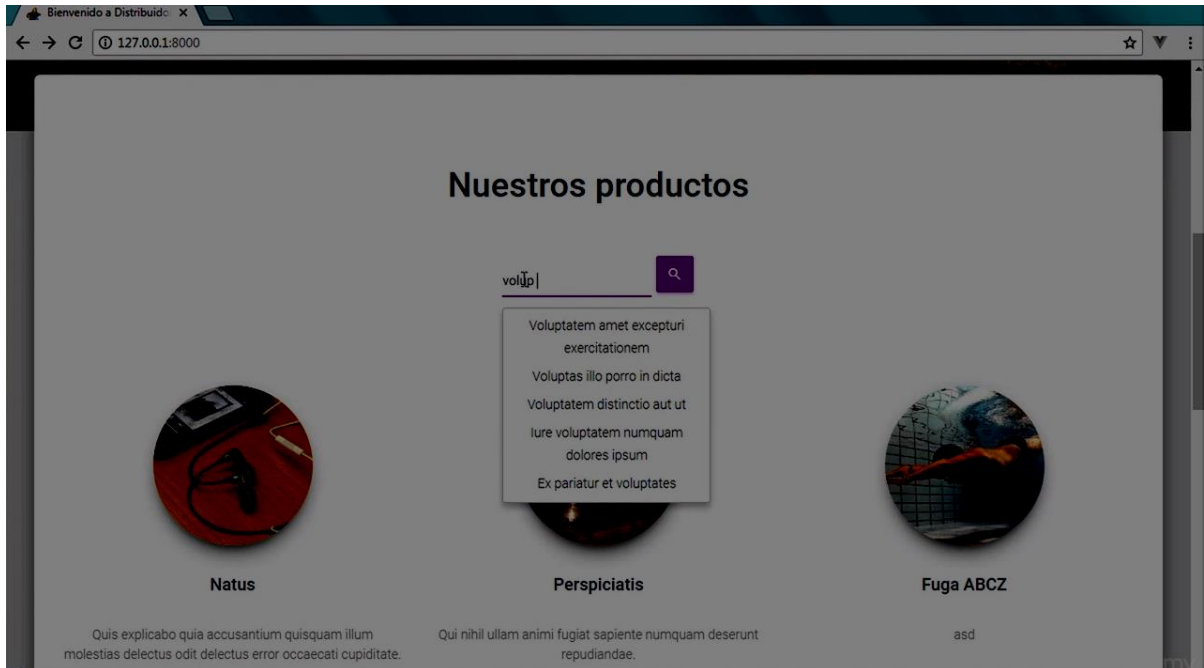 Bienvenido a Distribuido
127.0.0.1:8000
Nuestros productos
volup
Voluptatem amet excepturi
exercitationem
Voluptas illo porro in dicta
Voluptatem distinctio aut ut
Iure voluptatem numquam
dolores ipsum
Ex pariatur et voluptates
Natus
Perspiciatis
Fuga ABCZ
Quis explicabo quia accusantium quisquam illum
molestias delectus odit delectus error occaecati cupiditate.
Qui nihil ullam animi fugiat sapiente numquam deserunt
repudiandae.
asd